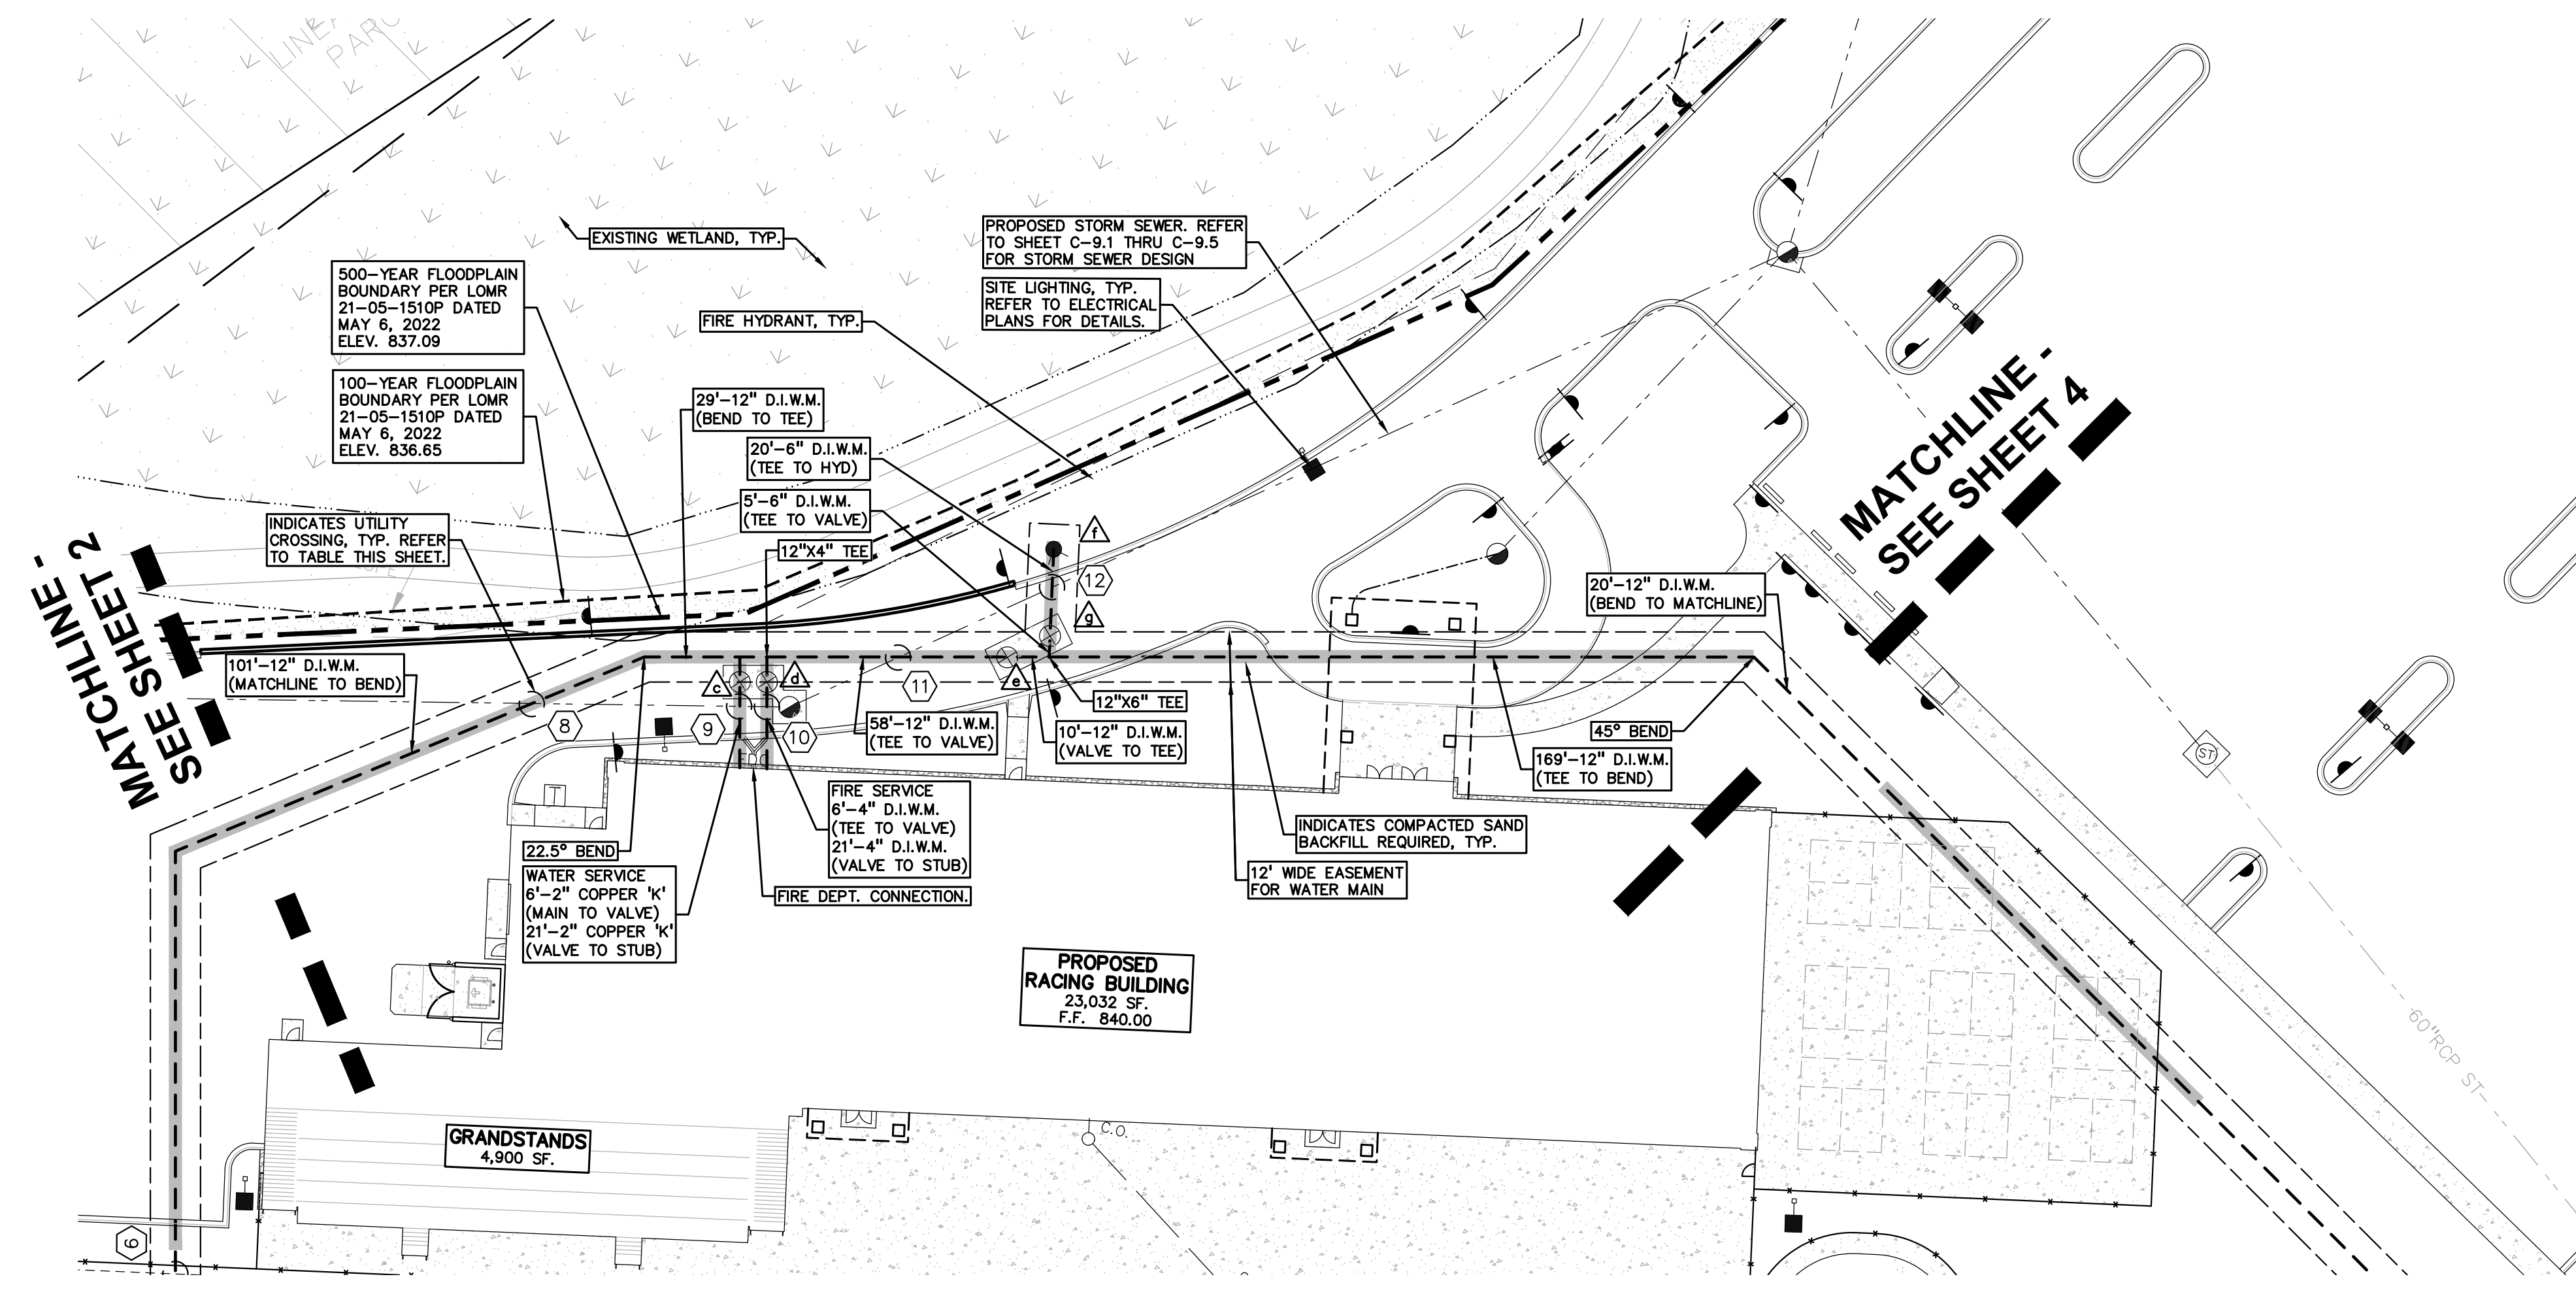 EXISTING WETLAND, TYP.
PROPOSED STORM SEWER. REFER
TO SHEET C-9.1 THRU C-9.5
FOR STORM SEWER DESIGN
500-YEAR FLOODPLAIN
BOUNDARY PER LOMR
21-05-1510P DATED
MAY 6, 2022
ELEV. 837.09
SITE LIGHTING, TYP.
REFER TO ELECTRICAL
PLANS FOR DETAILS.
FIRE HYDRANT, TYP.
100-YEAR FLOODPLAIN
BOUNDARY PER LOMR
21-05-1510P DATED
MAY 6, 2022
ELEV. 836.65
29'-12" D.I.W.M.
(BEND TO TEE)
20'-6" D.I.W.M.
(TEE TO HYD)
5'-6" D.I.W.M.
(TEE TO VALVE)
12"X4" TEE
INDICATES UTILITY
CROSSING, TYP. REFER
TO TABLE THIS SHEET.
MATCHLINE -
SEE SHEET 2
MATCHLINE -
SEE SHEET 4
f
12
g
20'-12" D.I.W.M.
(BEND TO MATCHLINE)
101'-12" D.I.W.M.
(MATCHLINE TO BEND)
c
d
e
11
12"X6" TEE
8
9
10
58'-12" D.I.W.M.
(TEE TO VALVE)
10'-12" D.I.W.M.
(VALVE TO TEE)
45° BEND
169'-12" D.I.W.M.
(TEE TO BEND)
ST
FIRE SERVICE
6'-4" D.I.W.M.
(TEE TO VALVE)
21'-4" D.I.W.M.
(VALVE TO STUB)
INDICATES COMPACTED SAND
BACKFILL REQUIRED, TYP.
22.5° BEND
WATER SERVICE
6'-2" COPPER 'K'
(MAIN TO VALVE)
21'-2" COPPER 'K'
(VALVE TO STUB)
FIRE DEPT. CONNECTION.
12' WIDE EASEMENT
FOR WATER MAIN
PROPOSED
RACING BUILDING
23,032 SF.
F.F. 840.00
60"RCP ST
C.O.
GRANDSTANDS
4,900 SF.
6